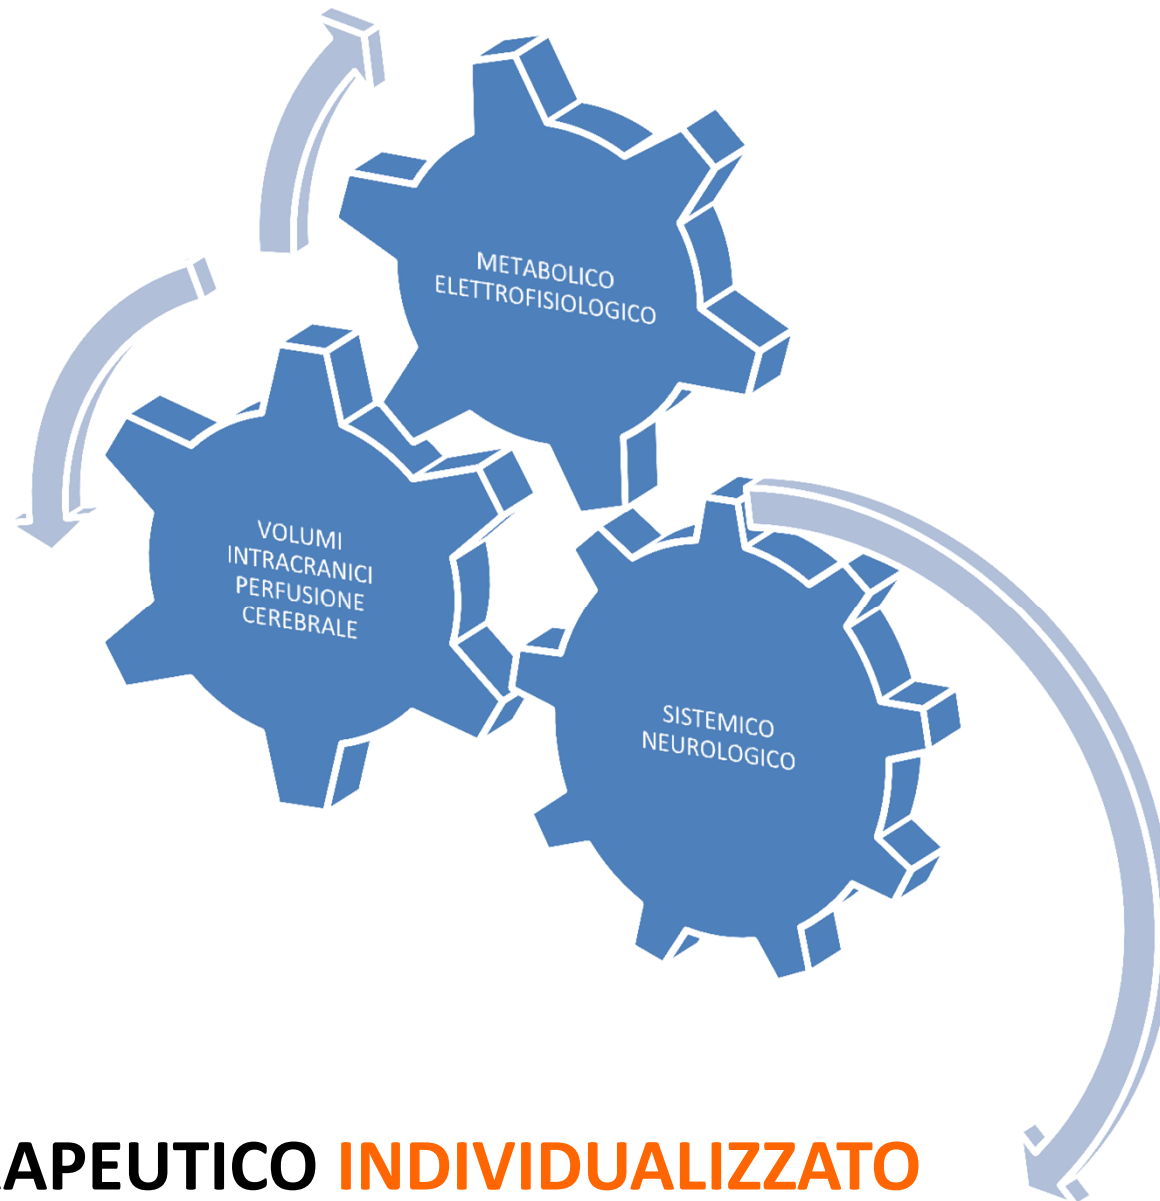 METABOLICO
ELETTROFISIOLOGICO
VOLUMI
INTRACRANICI
PERFUSIONE
CEREBRALE
SISTEMICO
NEUROLOGICO
APEUTICO INDIVIDUALIZZATO